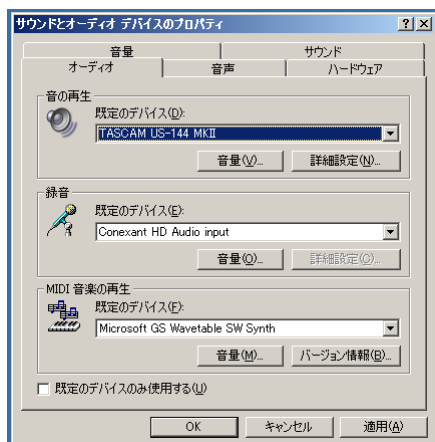 サウンドとオーディオ デバイスのプロパティ
音量 サウンド
オーディオ 音声 ハードウェア
音の再生
既定のデバイス(D):
TASCAM US-144 MKII
音量(V)... 詳細設定(N)...
録音
既定のデバイス(E):
Conexant HD Audio input
音量(O)... 詳細設定(C)...
MIDI 音楽の再生
既定のデバイス(F):
Microsoft GS Wavetable SW Synth
音量(M)... バージョン情報(B)...
既定のデバイスのみ使用する(U)
OK キャンセル 適用(A)